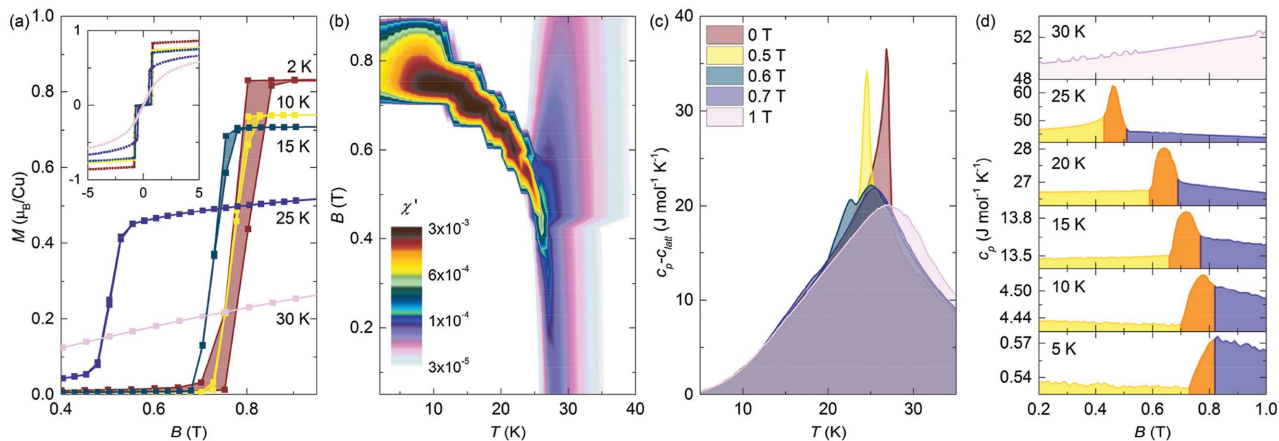 (a)
1
0
-1
-5
0
5
2 K
10 K
15 K
25 K
30 K
1.0
0.8
0.6
0.4
0.2
0.0
M (μB/Cu)
0.4
0.6
0.8
B (T)
(b)
0.8
0.6
0.4
0.2
B (T)
χ'
3x10⁻³
6x10⁻⁴
1x10⁻⁴
3x10⁻⁵
10
20
30
40
T (K)
(c)
0 T
0.5 T
0.6 T
0.7 T
1 T
40
30
20
10
0
cp-clatt (J mol⁻¹ K⁻¹)
10
20
30
T (K)
(d)
30 K
52
48
25 K
60
50
20 K
28
27
15 K
13.8
13.5
10 K
4.50
4.44
5 K
0.57
0.54
cp (J mol⁻¹ K⁻¹)
0.2
0.4
0.6
0.8
1.0
B (T)